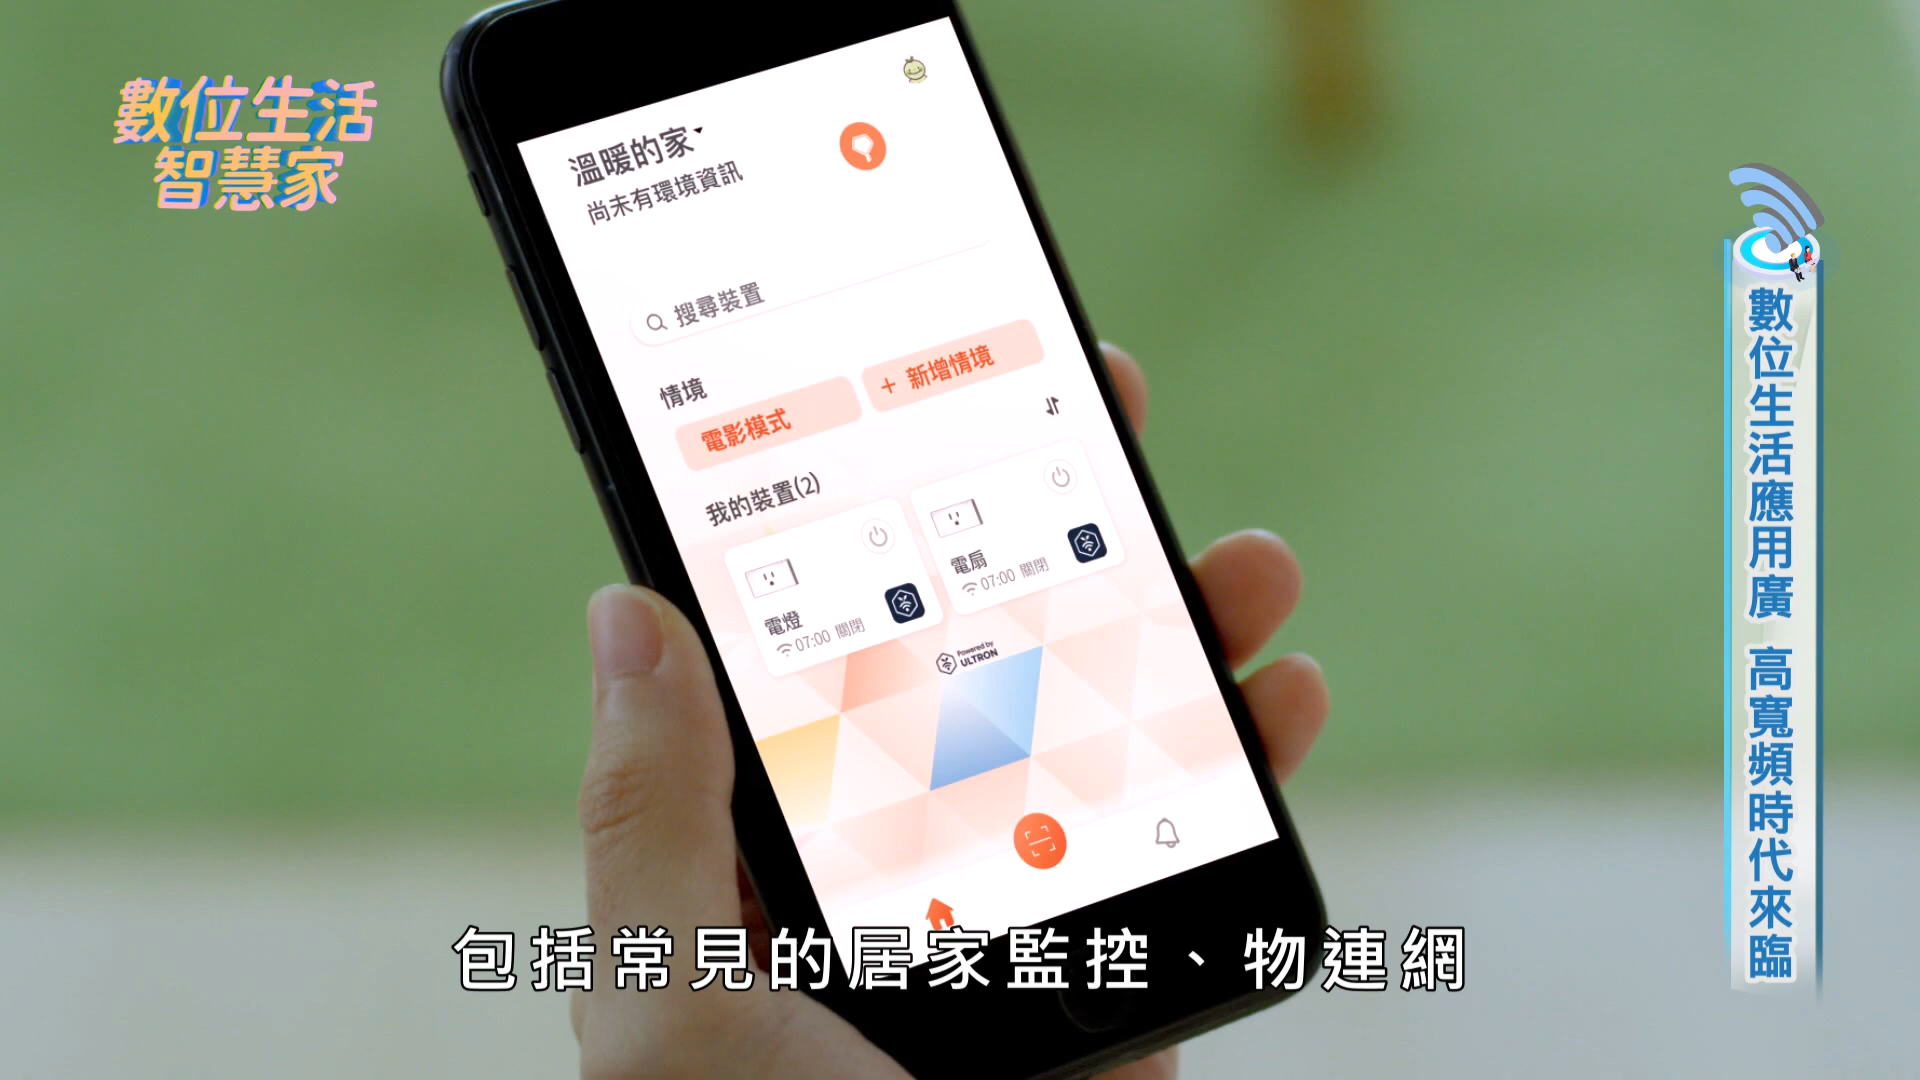 數位生活
智慧家
溫暖的家
尚未有環境資訊
搜尋裝置
情境
電影模式
+ 新增情境
我的裝置(2)
電燈
07:00 關閉
電扇
07:00 關閉
Powered by
ULTRON
包括常見的居家監控、物連網
數位生活應用廣 高寬頻時代來臨